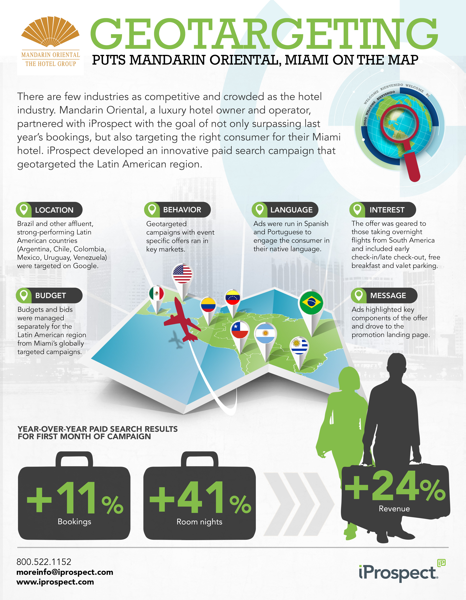 MANDARIN ORIENTAL
THE HOTEL GROUP
GEOTARGETING
PUTS MANDARIN ORIENTAL, MIAMI ON THE MAP
There are few industries as competitive and crowded as the hotel
industry. Mandarin Oriental, a luxury hotel owner and operator,
partnered with iProspect with the goal of not only surpassing last
year's bookings, but also targeting the right consumer for their Miami
hotel. iProspect developed an innovative paid search campaign that
geotargeted the Latin American region.
LOCATION
Brazil and other affluent,
strong-performing Latin
American countries
(Argentina, Chile, Colombia,
Mexico, Uruguay, Venezuela)
were targeted on Google.
BEHAVIOR
Geotargeted
campaigns with event
specific offers ran in
key markets.
LANGUAGE
Ads were run in Spanish
and Portuguese to
engage the consumer in
their native language.
INTEREST
The offer was geared to
those taking overnight
flights from South America
and included early
check-in/late check-out, free
breakfast and valet parking.
BUDGET
Budgets and bids
were managed
separately for the
Latin American region
from Miami's globally
targeted campaigns.
MESSAGE
Ads highlighted key
components of the offer
and drove to the
promotion landing page.
YEAR-OVER-YEAR PAID SEARCH RESULTS
FOR FIRST MONTH OF CAMPAIGN
+11%
Bookings
+41%
Room nights
+24%
Revenue
800.522.1152
moreinfo@iprospect.com
www.iprospect.com
iProspect